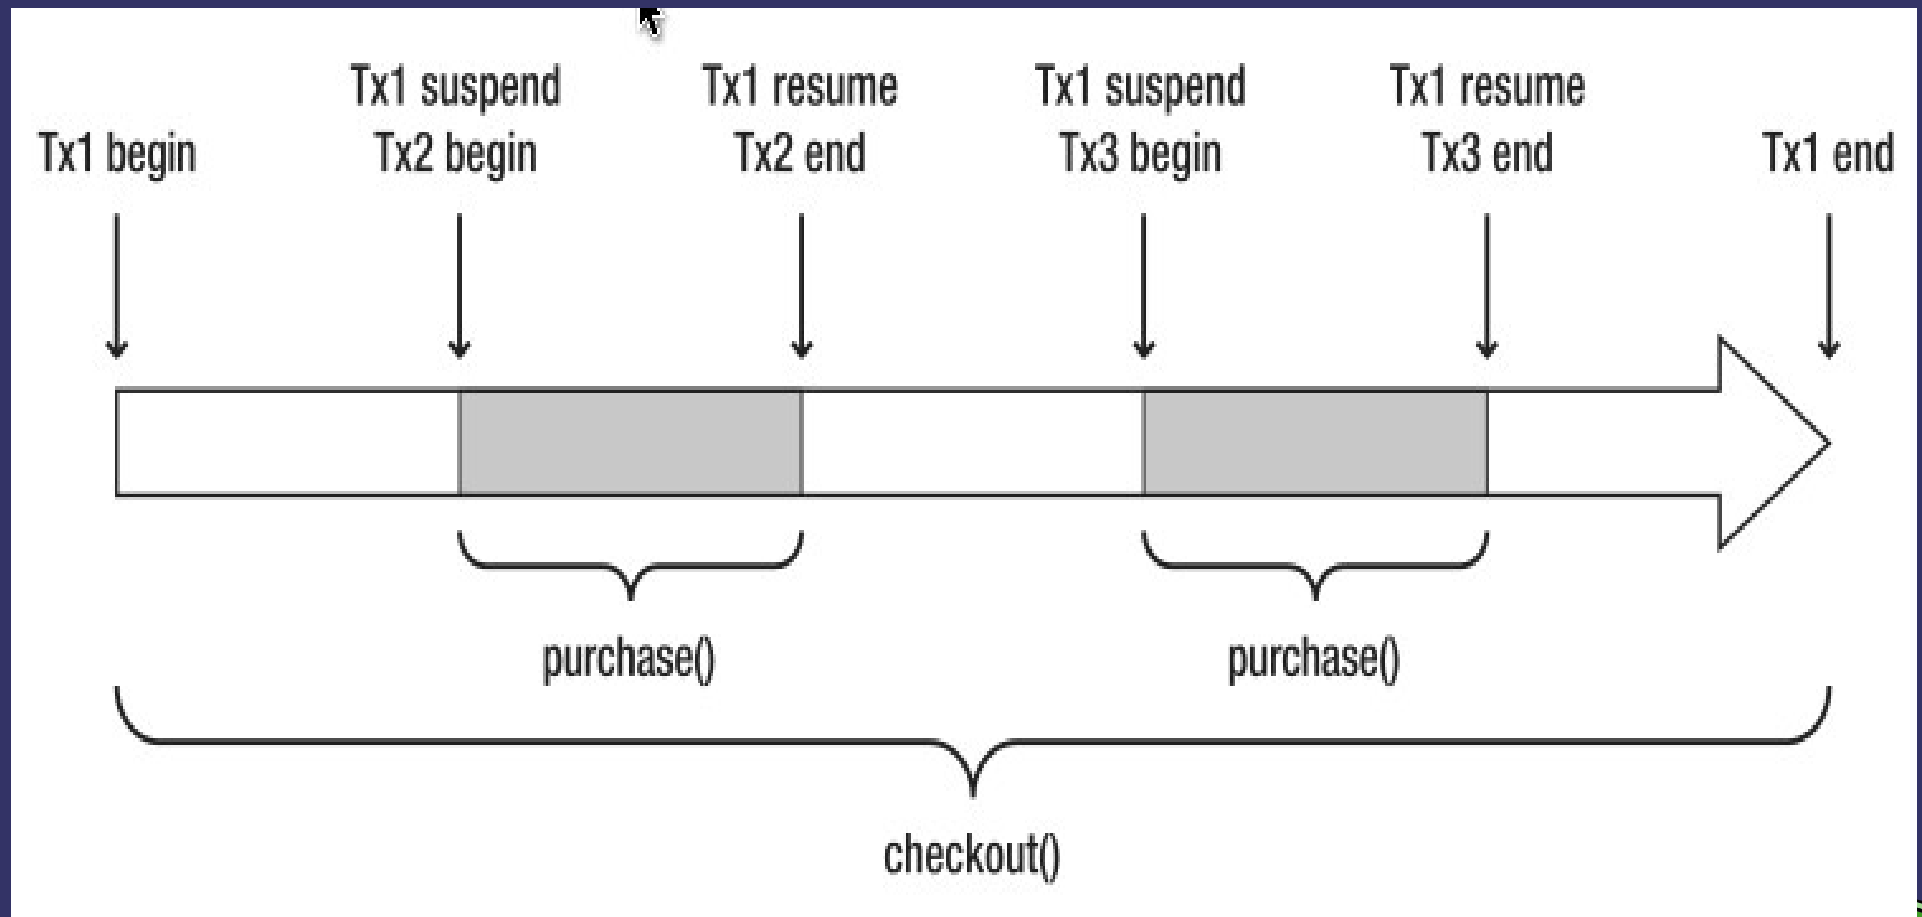 Tx1 begin
Tx1 suspend
Tx2 begin
Tx1 resume
Tx2 end
Tx1 suspend
Tx3 begin
Tx1 resume
Tx3 end
Tx1 end
purchase()
purchase()
checkout()